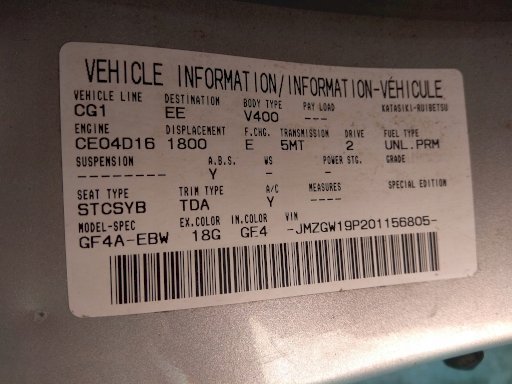 VEHICLE INFORMATION/INFORMATION-VÉHICULE
VEHICLE LINE DESTINATION BODY TYPE PAY LOAD KATASIKI-RUIBETSU
CG1 EE V400 ---
ENGINE DISPLACEMENT F.CHG. TRANSMISSION DRIVE FUEL TYPE
CE04D16 1800 E 5MT 2 UNL.PRM
SUSPENSION A.B.S. WS POWER STG. GRADE
-------- Y - -
SEAT TYPE TRIM TYPE A/C MEASURES SPECIAL EDITION
STCSYB TDA Y ----
MODEL-SPEC EX.COLOR IN.COLOR VIN
GF4A-EBW 18G GF4 -JMZGW19P201156805-